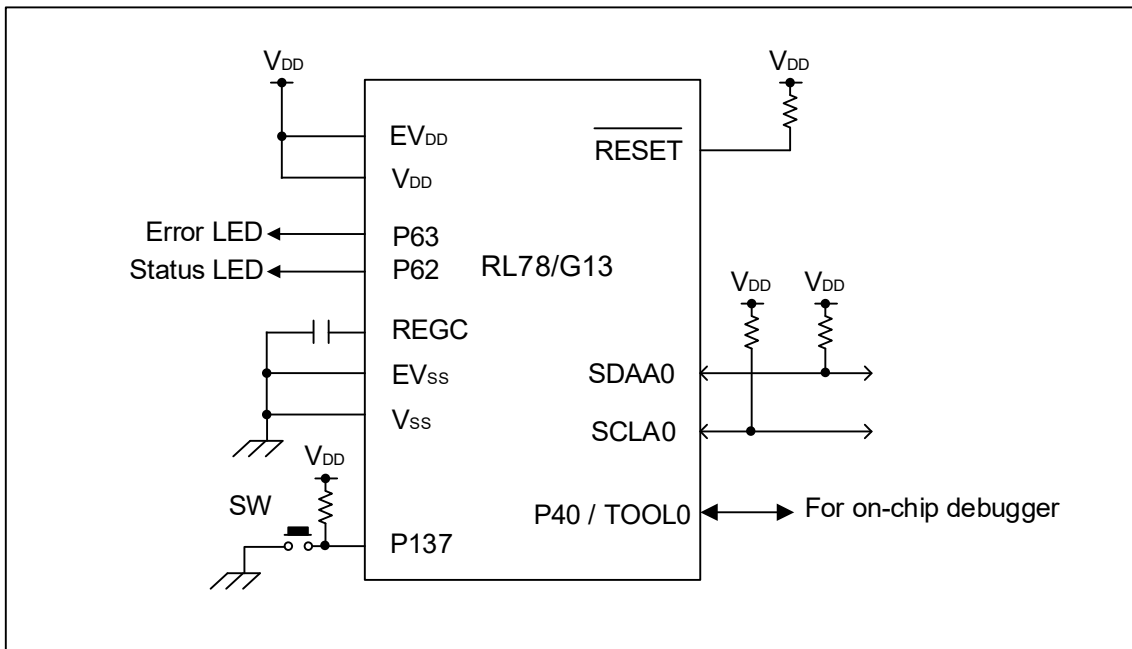 VDD
VDD
EVDD
RESET
VDD
Error LED
P63
Status LED
P62
RL78/G13
VDD
VDD
REGC
EVSS
SDAA0
VSS
SCLA0
VDD
SW
P40 / TOOL0
For on-chip debugger
P137